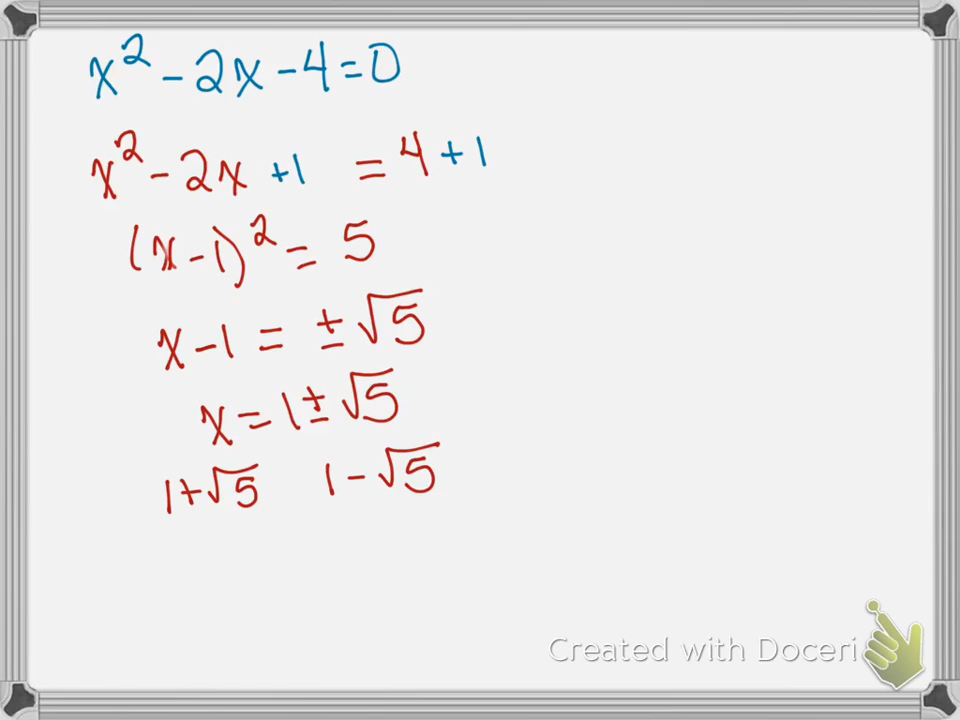 x² - 2x - 4 = 0
x² - 2x + 1 = 4 + 1
(x - 1)² = 5
x - 1 = ± √5
x = 1 ± √5
1 + √5 1 - √5
Created with Doceri